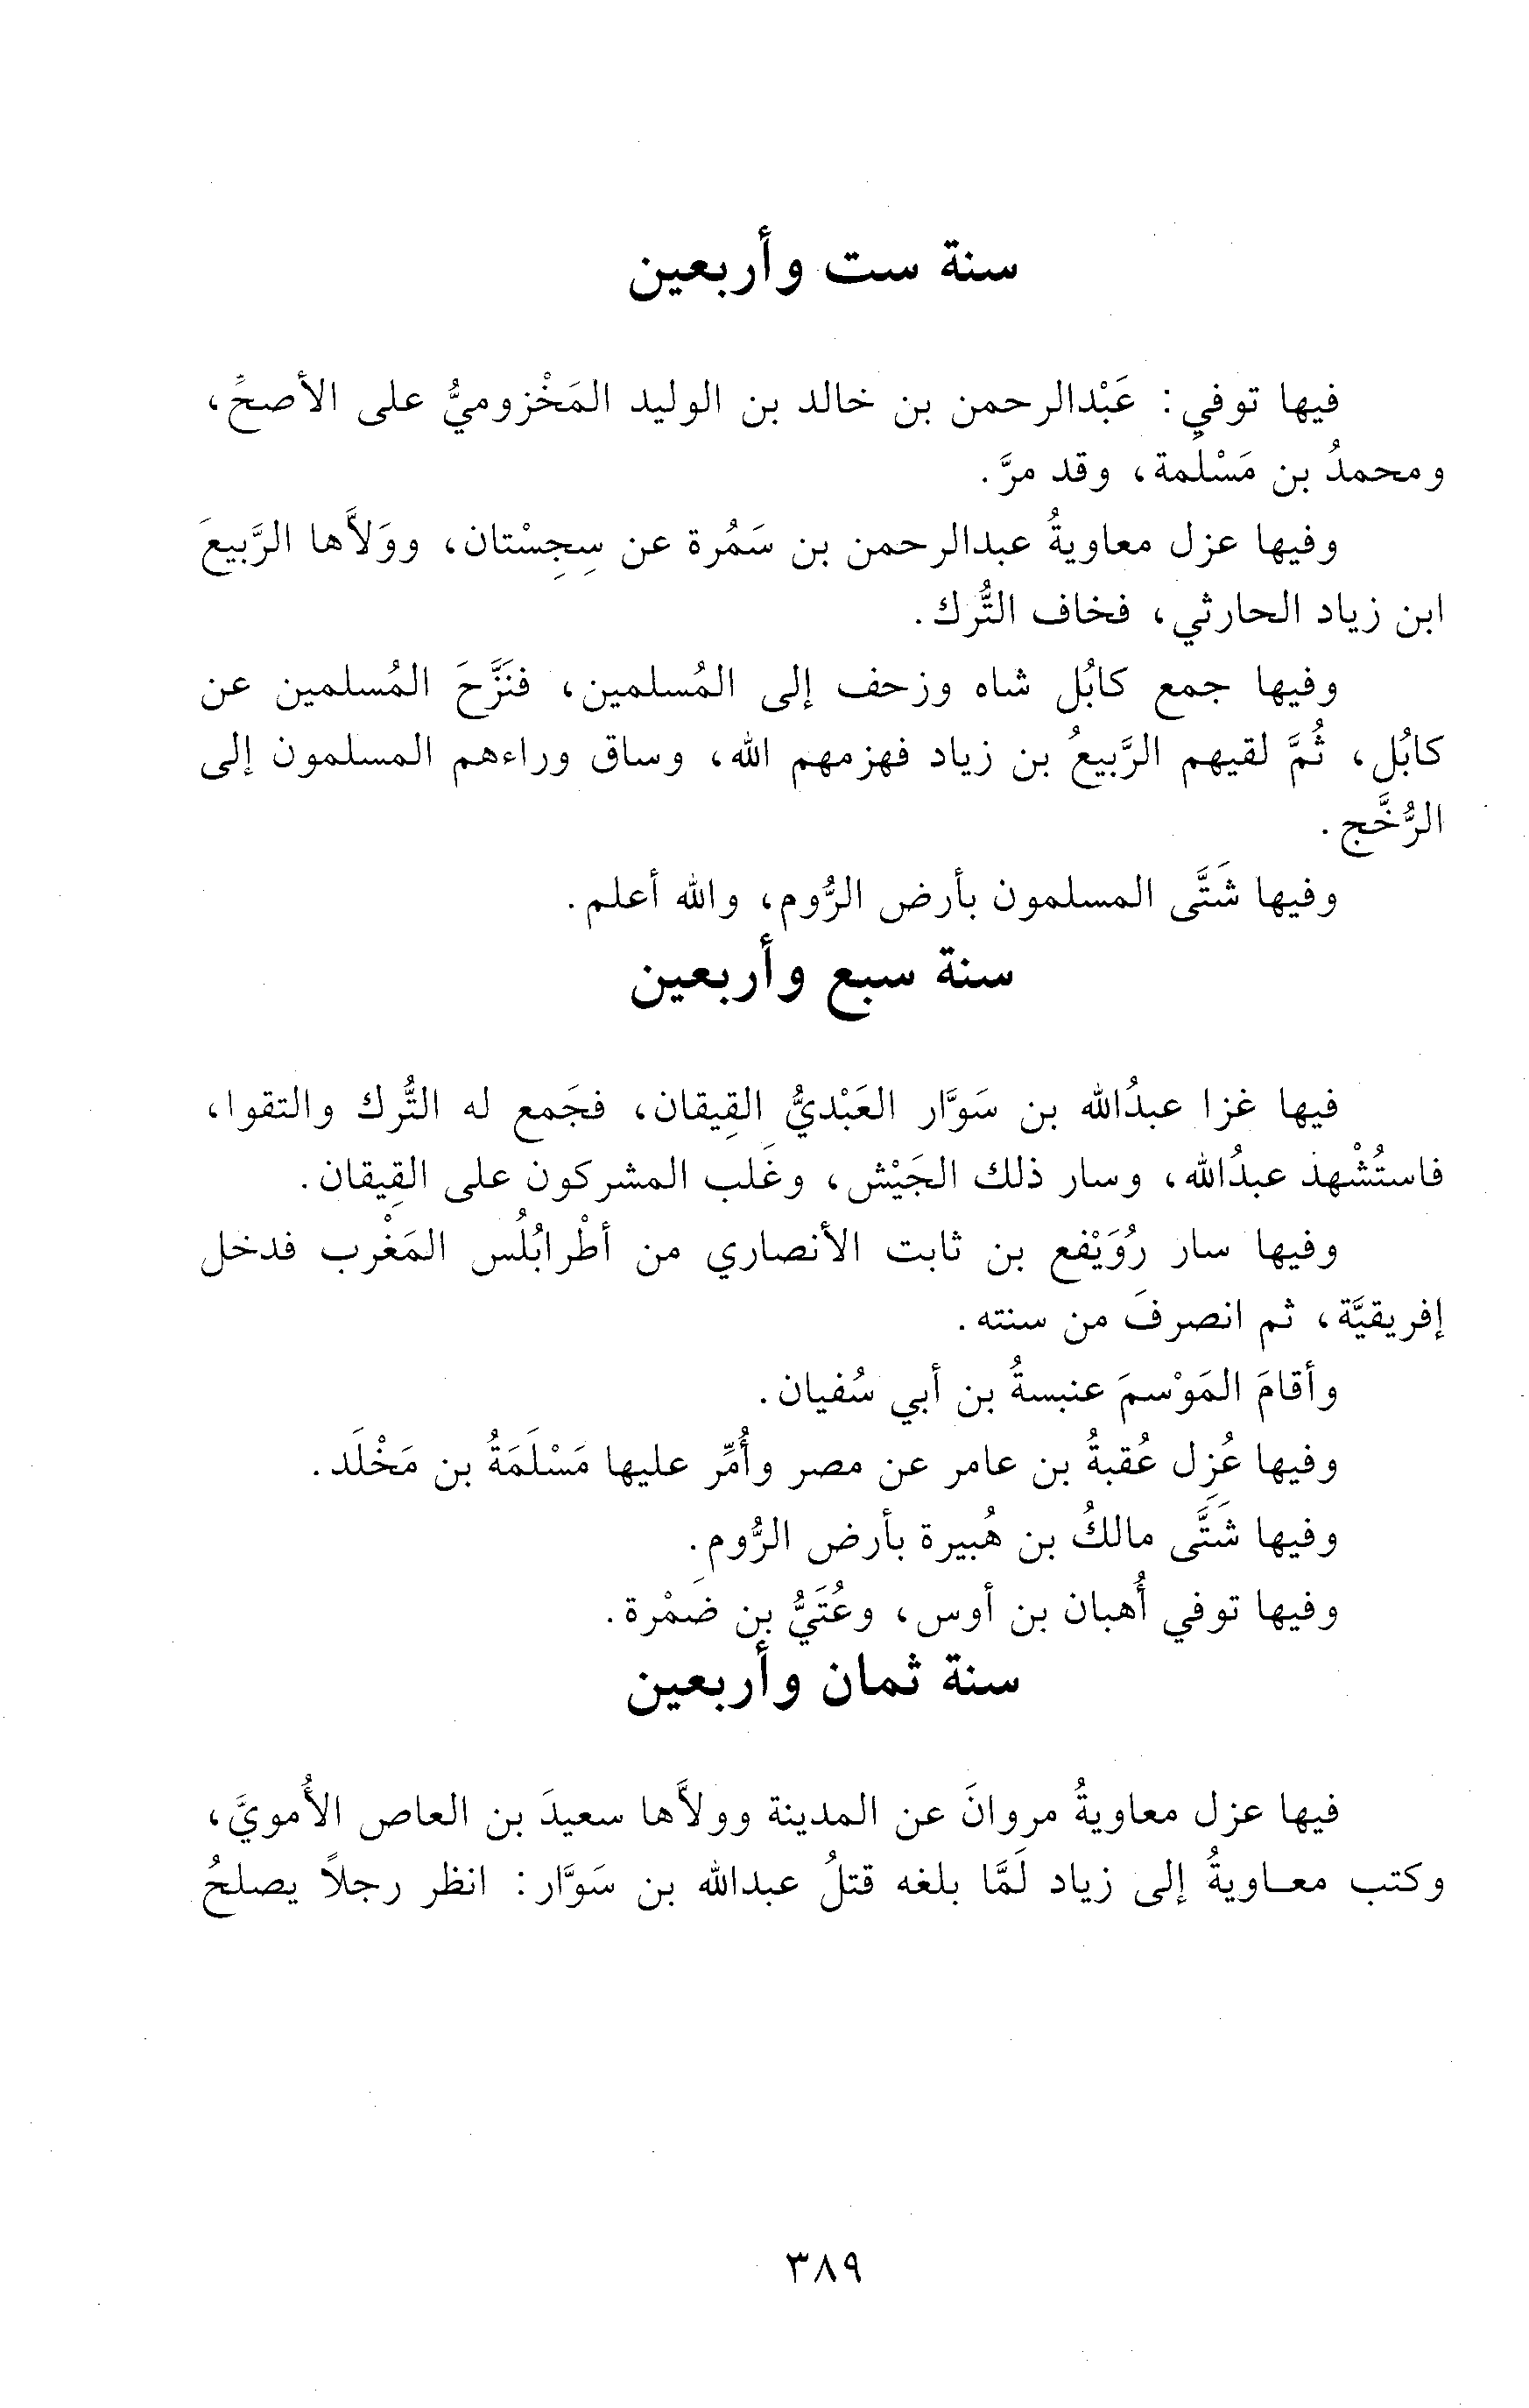 سنة ست وأربعين
فيها توفي: عَبْدالرحمن بن خالد بن الوليد المَخْزوميُّ على الأصحِّ،
ومحمدُ بن مَسْلَمة، وقد مرَّ.
وفيها عزل معاويةُ عبدالرحمن بن سَمُرة عن سِجِسْتان، ووَلاَّها الرَّبيعَ
ابن زياد الحارثي، فخاف التُّرك.
وفيها جمع كابُل شاه وزحف إلى المُسلمين، فنَزَّحَ المُسلمين عن
كابُل، ثُمَّ لقيهم الرَّبيعُ بن زياد فهزمهم الله، وساق وراءهم المسلمون إلى
الرُّخَّج.
وفيها شَتَّى المسلمون بأرض الرُّوم، والله أعلم.
سنة سبع وأربعين
فيها غزا عبدُالله بن سَوَّار العَبْديُّ القِيقان، فجَمع له التُّرك والتقوا،
فاستُشْهد عبدُالله، وسار ذلك الجَيْش، وغَلب المشركون على القِيقان.
وفيها سار رُوَيْفع بن ثابت الأنصاري من أطْرابُلُس المَغْرب فدخل
إفريقيَّة، ثم انصرفَ من سنته.
وأقامَ المَوْسمَ عنبسةُ بن أبي سُفيان.
وفيها عُزِل عُقبةُ بن عامر عن مصر وأُمِّر عليها مَسْلَمَةُ بن مَخْلَد.
وفيها شَتَّى مالكُ بن هُبيرة بأرض الرُّومِ.
وفيها توفي أُهبان بن أوس، وعُتَيُّ بن ضَمْرة.
سنة ثمان وأربعين
فيها عزل معاويةُ مروانَ عن المدينة وولاَّها سعيدَ بن العاص الأُمويَّ،
وكتب معـاويةُ إلى زياد لَمَّا بلغه قتلُ عبدالله بن سَوَّار: انظر رجلاً يصلحُ
٣٨٩